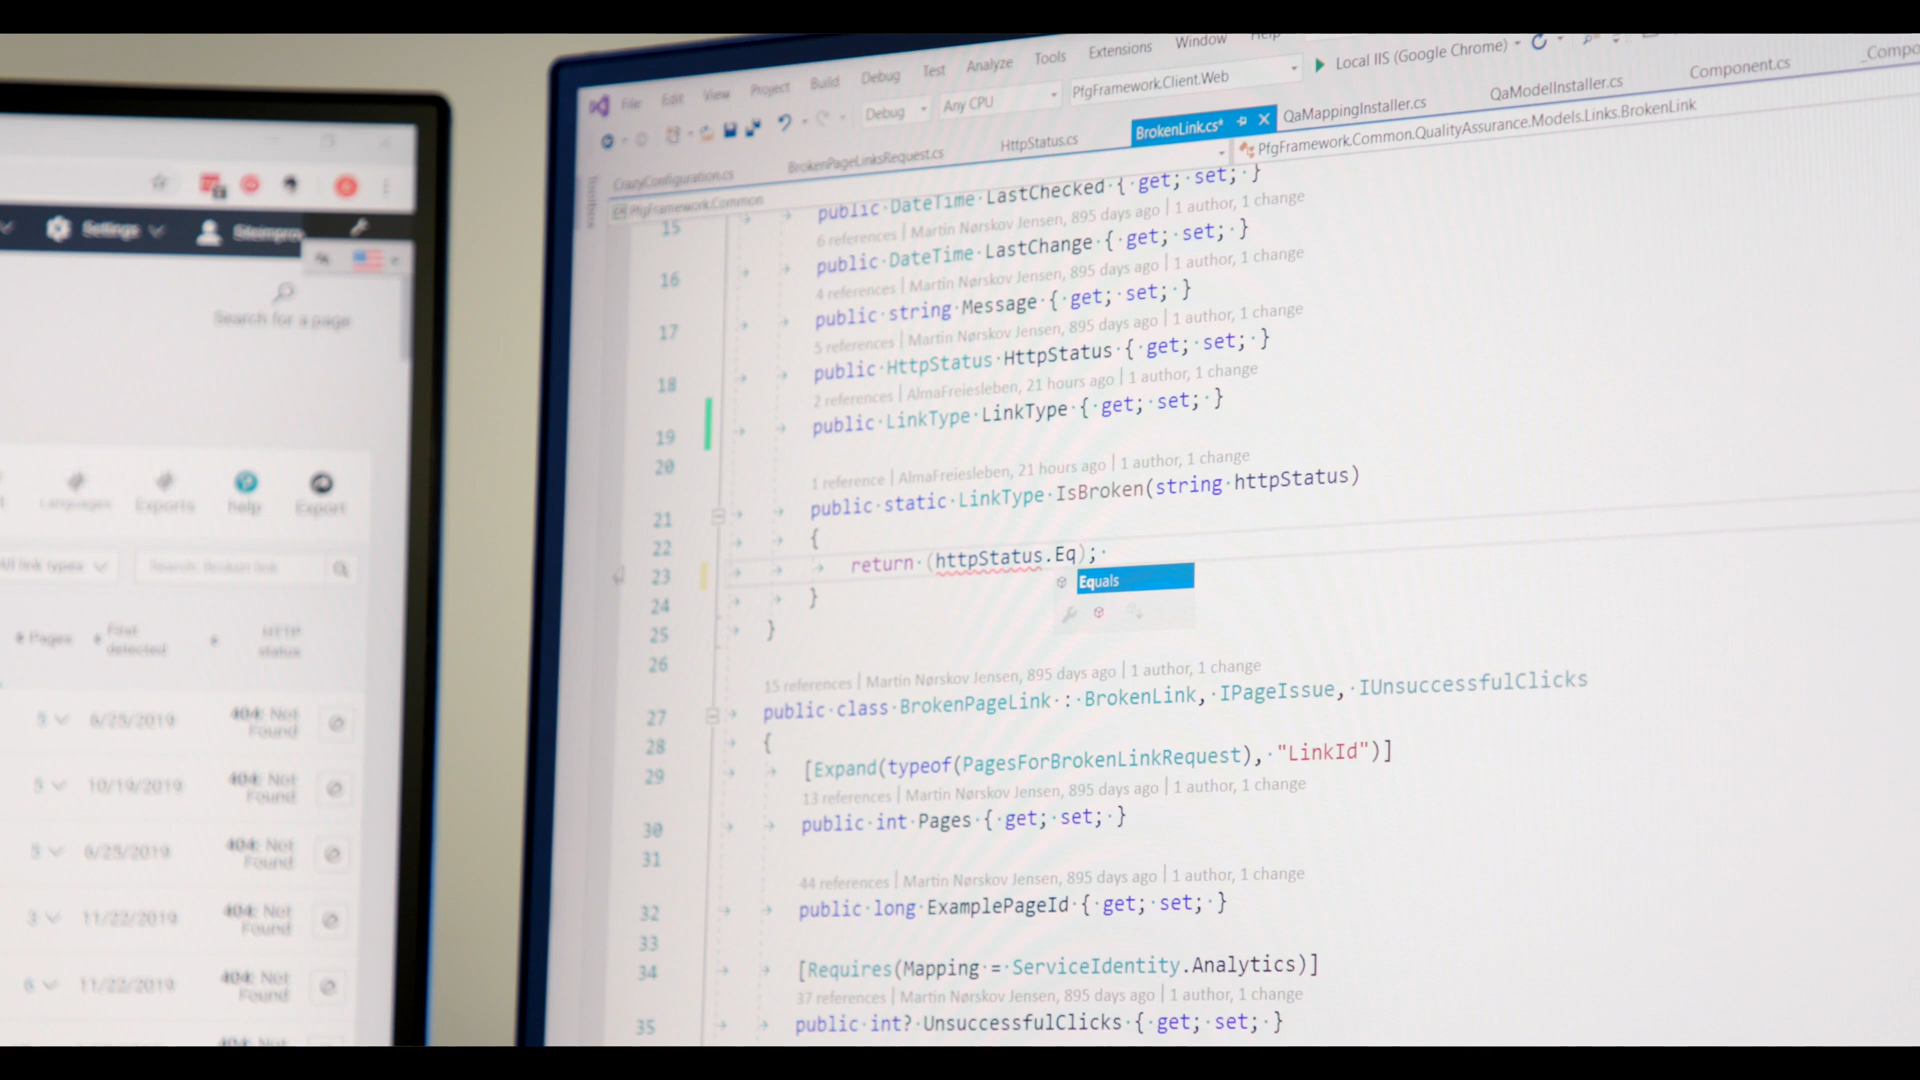 Settings
Search for a page
Languages
Exports
help
Export
All link types
Search: Broken link
Pages
First
detected
HTTP
status
5 6/25/2019 404: Not
Found
5 10/19/2019 404: Not
Found
5 6/25/2019 404: Not
Found
3 11/22/2019 404: Not
Found
6 11/22/2019 404: Not
Found
404: Not
File Edit View Project Build Debug Test Analyze Tools Extensions Window Help
Debug Any CPU PfgFramework.Client.Web Local IIS (Google Chrome)
CrazyConfiguration.cs BrokenPageLinksRequest.cs HttpStatus.cs BrokenLink.cs* QaMappingInstaller.cs QaModelInstaller.cs Component.cs
PfgFramework.Common PfgFramework.Common.QualityAssurance.Models.Links.BrokenLink
Toolbox
15 public DateTime LastChecked { get; set; }
6 references | Martin Nørskov Jensen, 895 days ago | 1 author, 1 change
16 public DateTime LastChange { get; set; }
4 references | Martin Nørskov Jensen, 895 days ago | 1 author, 1 change
17 public string Message { get; set; }
5 references | Martin Nørskov Jensen, 895 days ago | 1 author, 1 change
18 public HttpStatus HttpStatus { get; set; }
2 references | AlmaFreiesleben, 21 hours ago | 1 author, 1 change
19 public LinkType LinkType { get; set; }
20
1 reference | AlmaFreiesleben, 21 hours ago | 1 author, 1 change
21 public static LinkType IsBroken(string httpStatus)
22 {
23 return (httpStatus.Eq);
Equals
24 }
25 }
26
15 references | Martin Nørskov Jensen, 895 days ago | 1 author, 1 change
27 public class BrokenPageLink : BrokenLink, IPageIssue, IUnsuccessfulClicks
28 {
29 [Expand(typeof(PagesForBrokenLinkRequest), "LinkId")]
13 references | Martin Nørskov Jensen, 895 days ago | 1 author, 1 change
30 public int Pages { get; set; }
31
44 references | Martin Nørskov Jensen, 895 days ago | 1 author, 1 change
32 public long ExamplePageId { get; set; }
33
34 [Requires(Mapping = ServiceIdentity.Analytics)]
37 references | Martin Nørskov Jensen, 895 days ago | 1 author, 1 change
35 public int? UnsuccessfulClicks { get; set; }